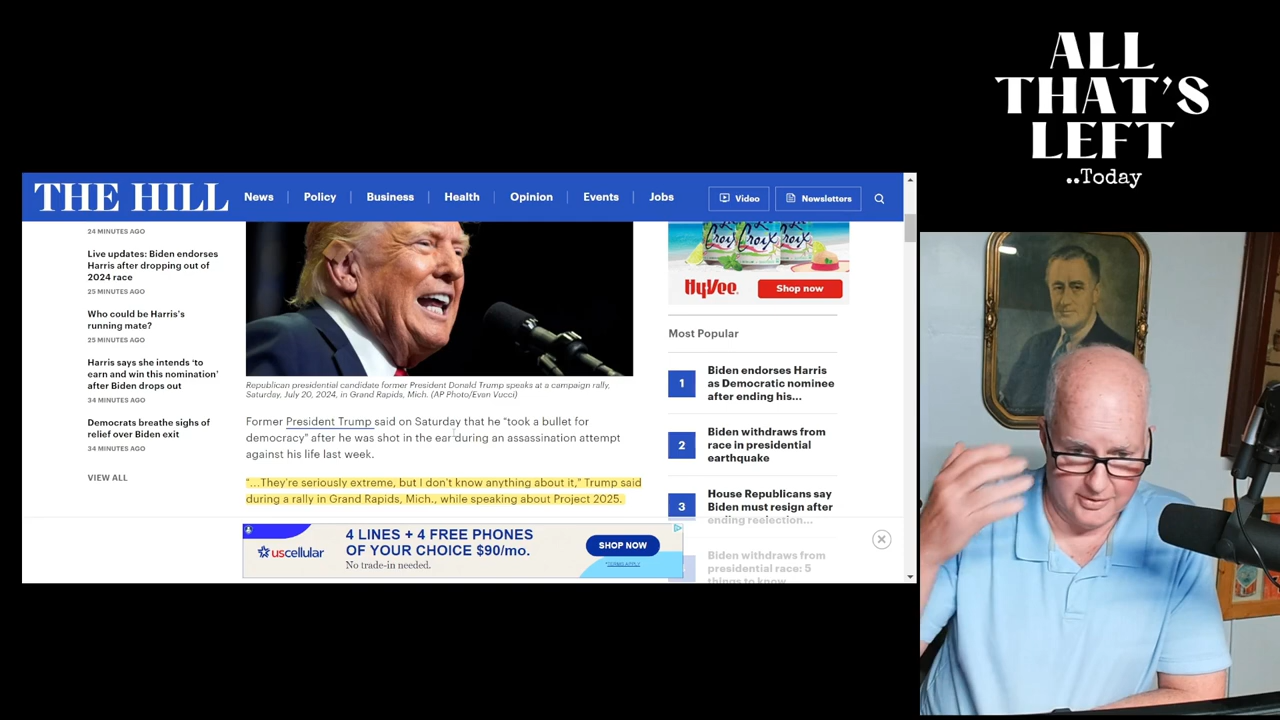 ALL
THAT'S
LEFT
..Today
THE HILL
News
Policy
Business
Health
Opinion
Events
Jobs
Video
Newsletters
24 MINUTES AGO
Live updates: Biden endorses
Harris after dropping out of
2024 race
25 MINUTES AGO
Who could be Harris's
running mate?
25 MINUTES AGO
Harris says she intends 'to
earn and win this nomination'
after Biden drops out
34 MINUTES AGO
Democrats breathe sighs of
relief over Biden exit
34 MINUTES AGO
VIEW ALL
Republican presidential candidate former President Donald Trump speaks at a campaign rally,
Saturday, July 20, 2024, in Grand Rapids, Mich. (AP Photo/Evan Vucci)
Former President Trump said on Saturday that he "took a bullet for
democracy" after he was shot in the ear during an assassination attempt
against his life last week.
"...They're seriously extreme, but I don't know anything about it," Trump said
during a rally in Grand Rapids, Mich., while speaking about Project 2025.
La Croix
HyVee
Shop now
Most Popular
1
Biden endorses Harris
as Democratic nominee
after ending his...
2
Biden withdraws from
race in presidential
earthquake
3
House Republicans say
Biden must resign after
ending reelection...
Biden withdraws from
presidential race: 5
things to know
uscellular
4 LINES + 4 FREE PHONES
OF YOUR CHOICE $90/mo.
No trade-in needed.
SHOP NOW